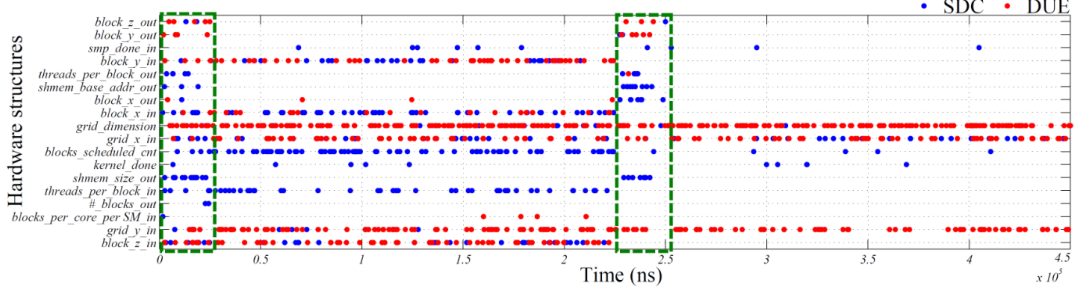 SDC DUE
Hardware structures
block_z_out
block_y_out
smp_done_in
block_y_in
threads_per_block_out
shmem_base_addr_out
block_x_out
block_x_in
grid_dimension
grid_x_in
blocks_scheduled_cnt
kernel_done
shmem_size_out
threads_per_block_in
#_blocks_out
blocks_per_core_per SM_in
grid_y_in
block_z_in
0 0.5 1 1.5 2 2.5 3 3.5 4 4.5
Time (ns)
x 10^5